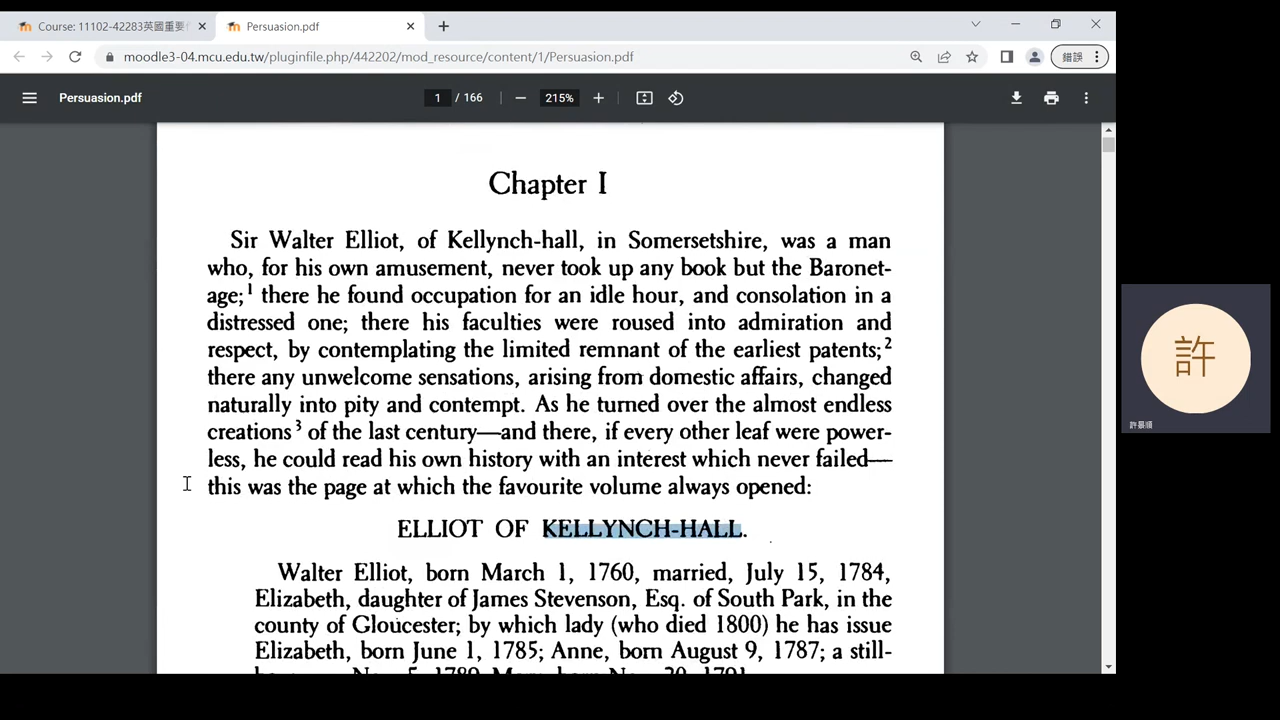 Course: 11102-42283英國重要
Persuasion.pdf
moodle3-04.mcu.edu.tw/pluginfile.php/442202/mod_resource/content/1/Persuasion.pdf
錯誤
Persuasion.pdf
1 / 166
215%
Chapter I
Sir Walter Elliot, of Kellynch-hall, in Somersetshire, was a man
who, for his own amusement, never took up any book but the Baronet-
age;1 there he found occupation for an idle hour, and consolation in a
distressed one; there his faculties were roused into admiration and
respect, by contemplating the limited remnant of the earliest patents;2
there any unwelcome sensations, arising from domestic affairs, changed
naturally into pity and contempt. As he turned over the almost endless
creations3 of the last century—and there, if every other leaf were power-
less, he could read his own history with an interest which never failed—
this was the page at which the favourite volume always opened:
ELLIOT OF KELLYNCH-HALL.
Walter Elliot, born March 1, 1760, married, July 15, 1784,
Elizabeth, daughter of James Stevenson, Esq. of South Park, in the
county of Gloucester; by which lady (who died 1800) he has issue
Elizabeth, born June 1, 1785; Anne, born August 9, 1787; a still-
許
許景順